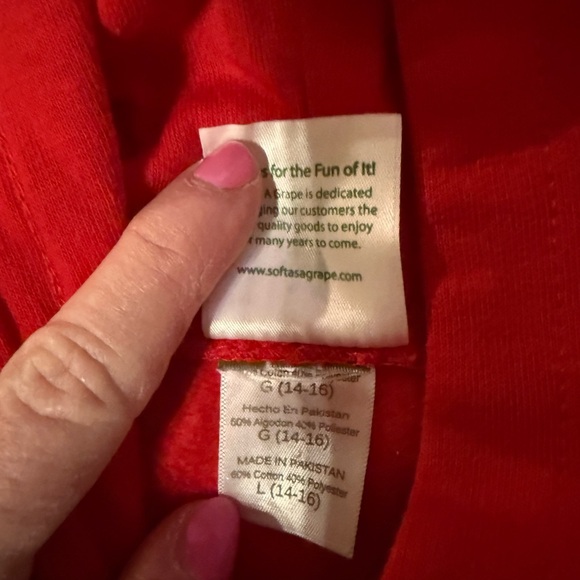 for the Fun of It!
A Grape is dedicated
our customers the
quality goods to enjoy
many years to come.
www.softasagrape.com
G (14-16)
Hecho En Pakistan
60% Algodon 40% Poliester
G (14-16)
MADE IN PAKISTAN
60% Cotton 40% Polyester
L (14-16)